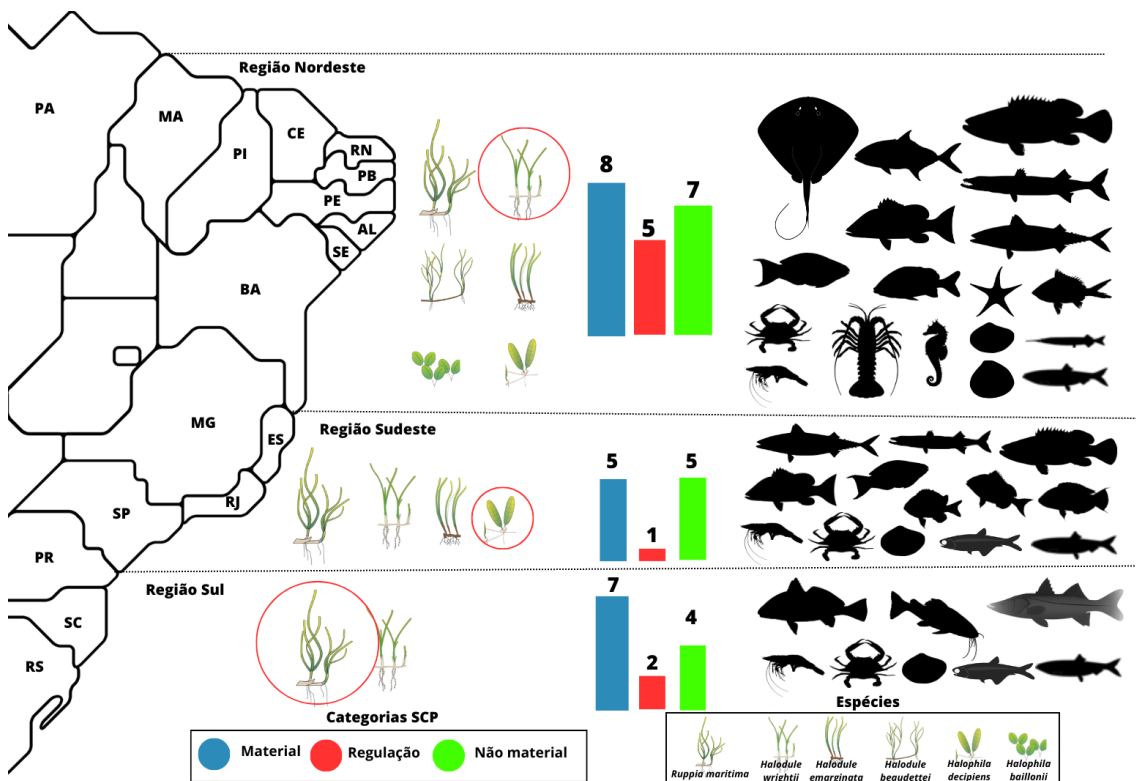 Região Nordeste
PA
MA
PI
CE
RN
PB
PE
AL
SE
BA
8
5
7
MG
ES
Região Sudeste
SP
RJ
PR
5
1
5
Região Sul
SC
RS
7
2
4
Categorias SCP
Material
Regulação
Não material
Espécies
Ruppia maritima
Halodule
wrightii
Halodule
emarginata
Halodule
beaudettei
Halophila
decipiens
Halophila
baillonii